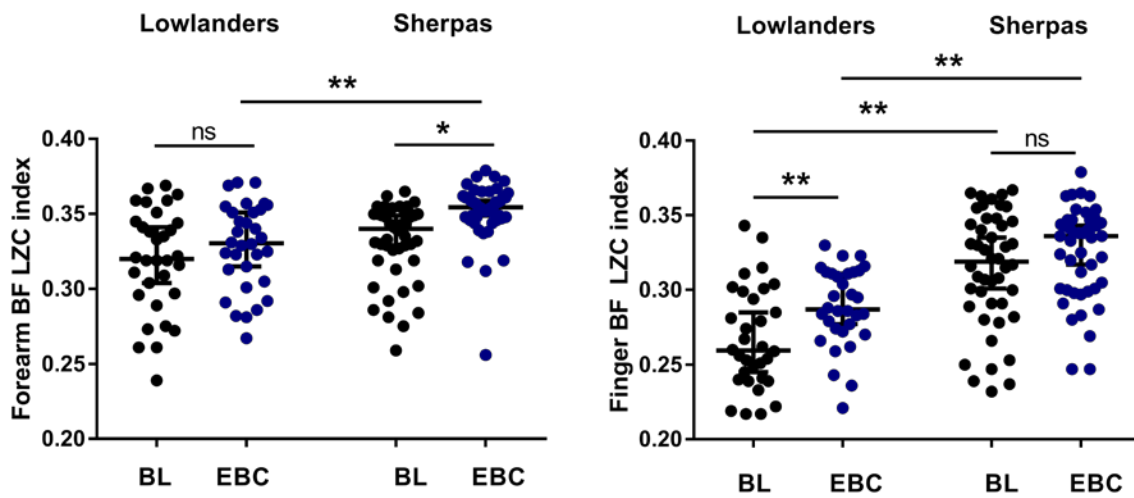 Lowlanders Sherpas
**
ns *
0.40
0.35
0.30
0.25
0.20
Forearm BF LZC index
BL EBC BL EBC
Lowlanders Sherpas
**
**
ns
**
0.40
0.35
0.30
0.25
0.20
Finger BF LZC index
BL EBC BL EBC